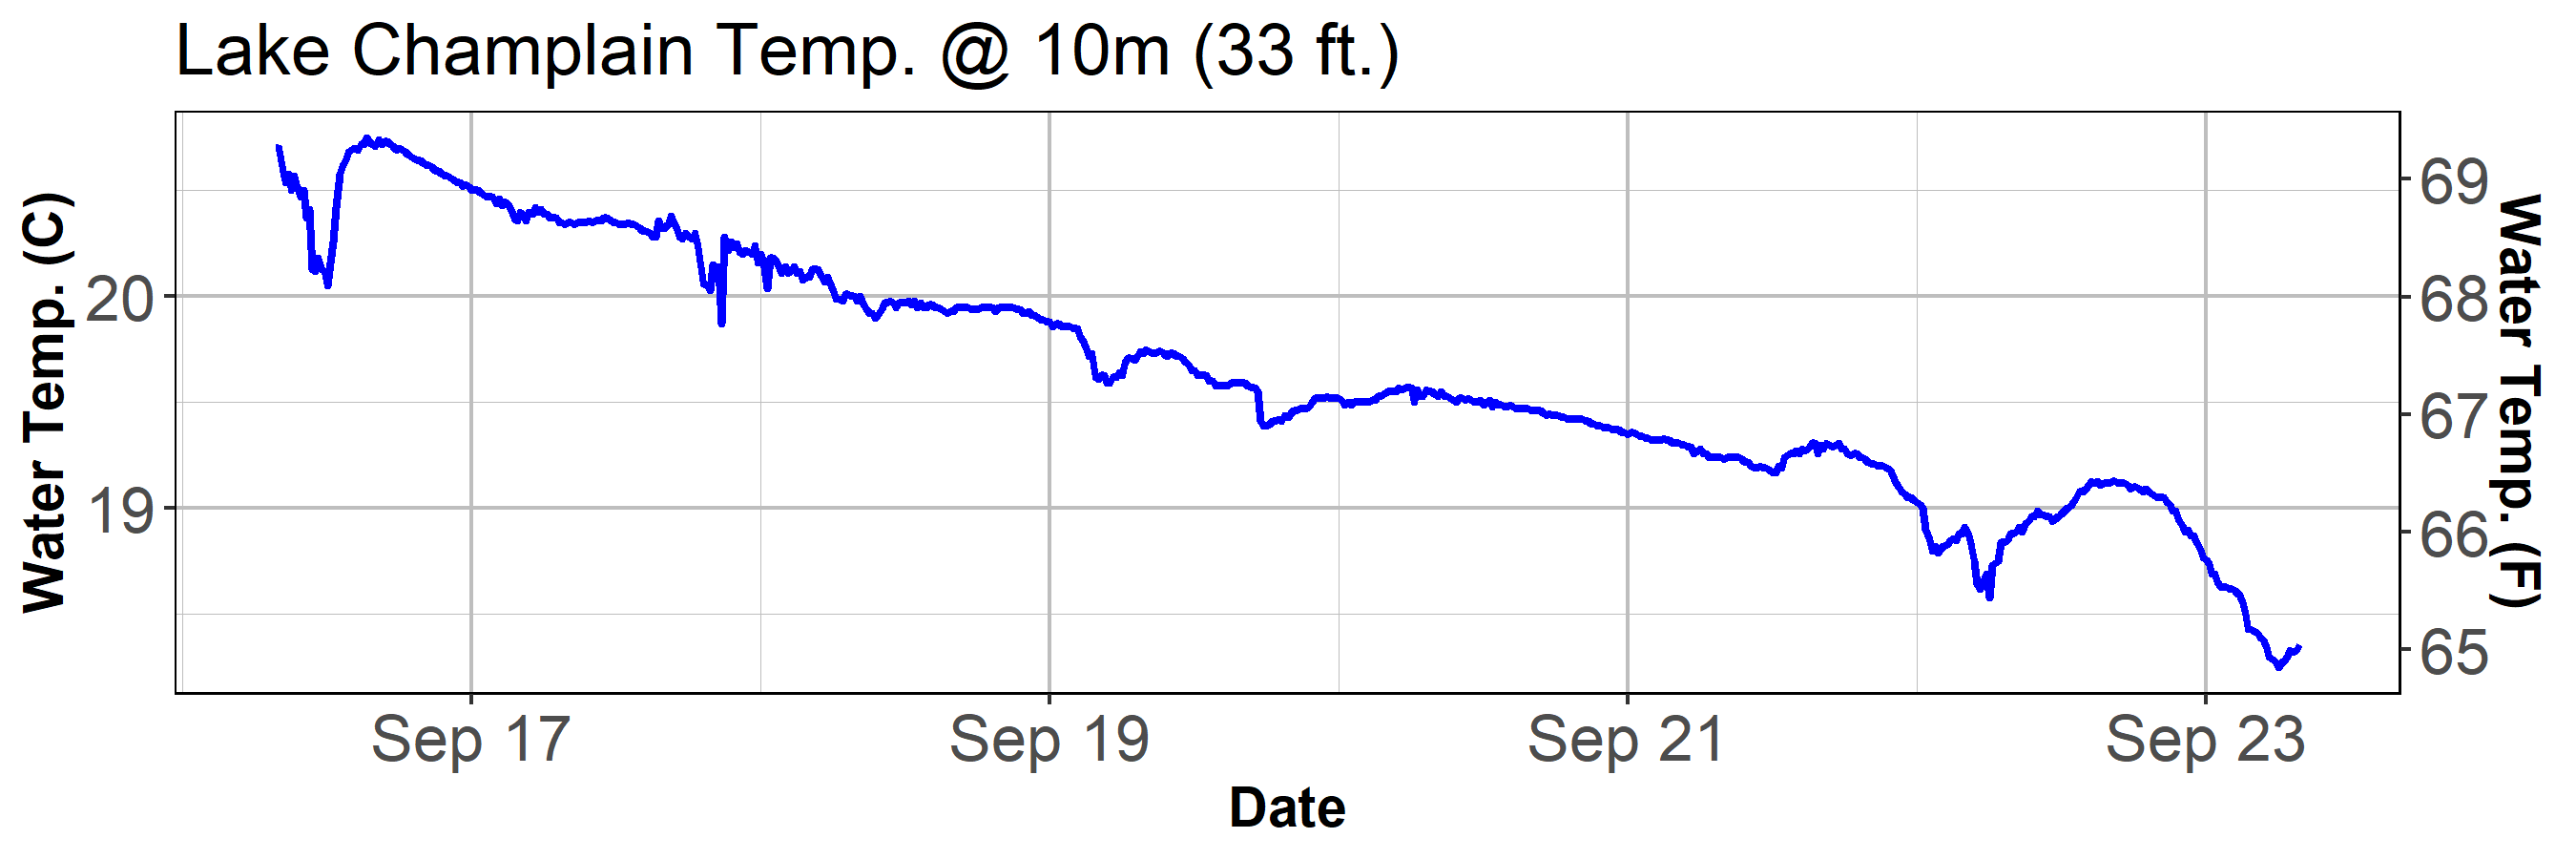 Lake Champlain Temp. @ 10m (33 ft.)
Water Temp. (C)
20
19
69
68
67
66
65
Water Temp. (F)
Sep 17
Sep 19
Sep 21
Sep 23
Date